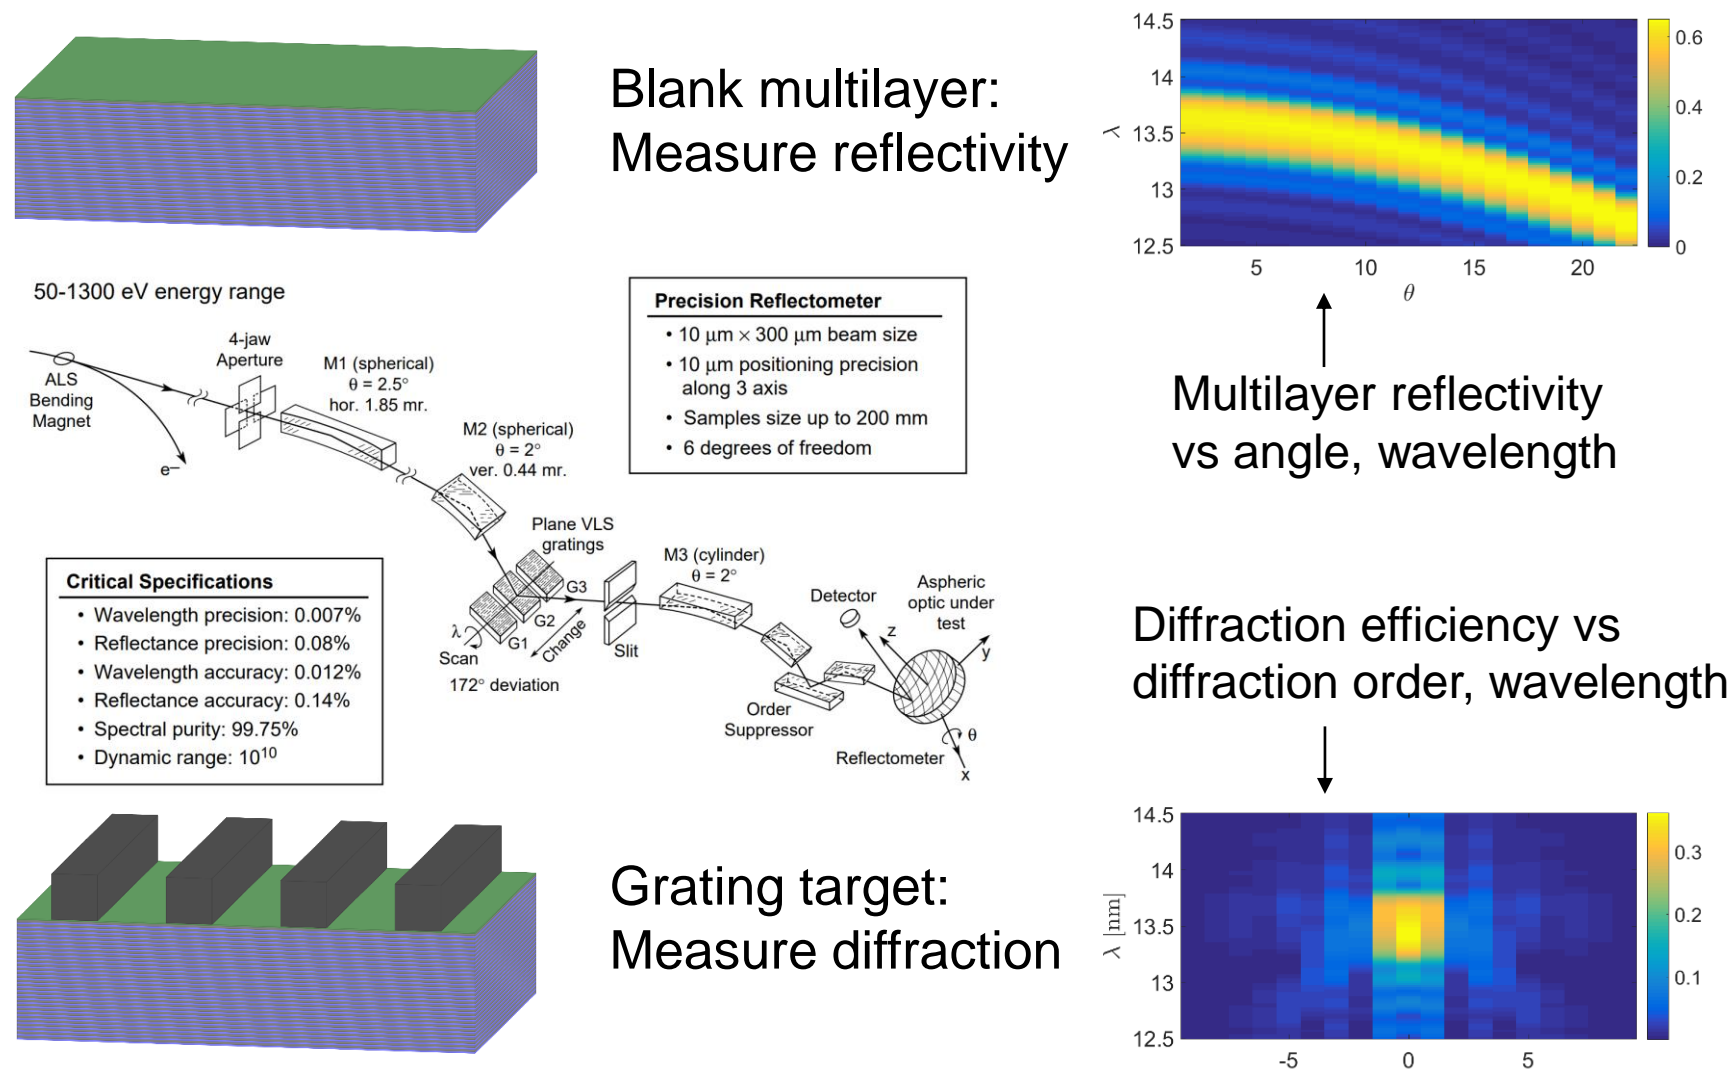 Blank multilayer:
Measure reflectivity
14.5
14
13.5
13
12.5
λ
5
10
15
20
θ
0.6
0.4
0.2
0
Multilayer reflectivity
vs angle, wavelength
50-1300 eV energy range
ALS
Bending
Magnet
e–
4-jaw
Aperture
M1 (spherical)
θ = 2.5°
hor. 1.85 mr.
M2 (spherical)
θ = 2°
ver. 0.44 mr.
Plane VLS
gratings
G3
G2
G1
λ
Scan
Change
172° deviation
Slit
M3 (cylinder)
θ = 2°
Order
Suppressor
Detector
Aspheric
optic under
test
z
y
θ
x
Reflectometer
Precision Reflectometer
• 10 μm × 300 μm beam size
• 10 μm positioning precision
along 3 axis
• Samples size up to 200 mm
• 6 degrees of freedom
Critical Specifications
• Wavelength precision: 0.007%
• Reflectance precision: 0.08%
• Wavelength accuracy: 0.012%
• Reflectance accuracy: 0.14%
• Spectral purity: 99.75%
• Dynamic range: 10¹⁰
Diffraction efficiency vs
diffraction order, wavelength
Grating target:
Measure diffraction
14.5
14
13.5
13
12.5
λ [nm]
-5
0
5
0.3
0.2
0.1